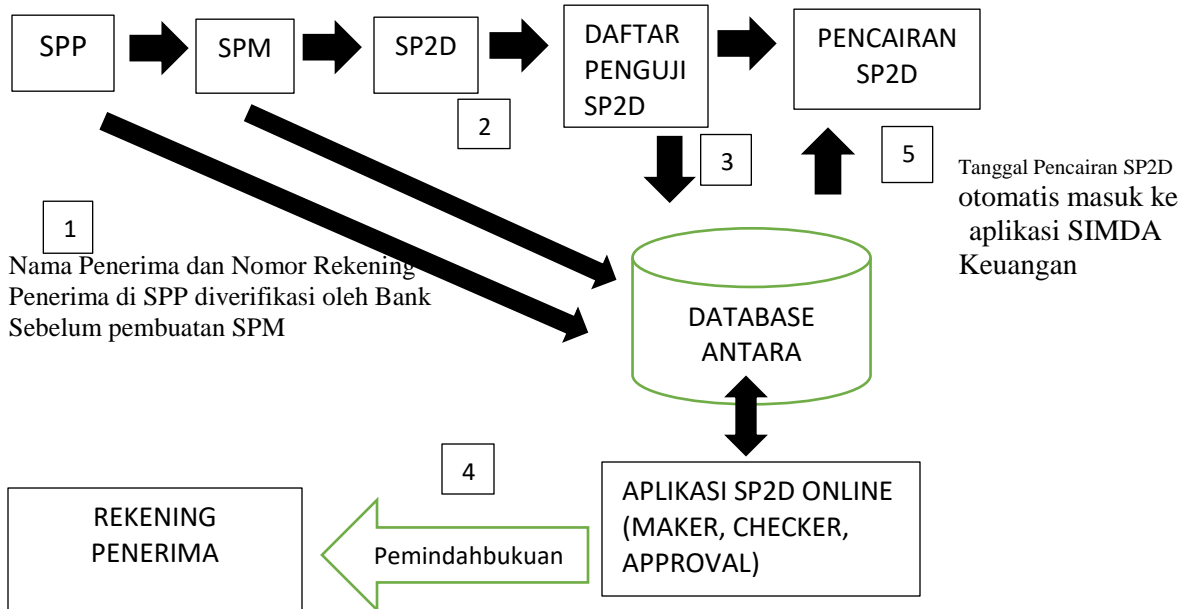 SPP
SPM
SP2D
DAFTAR
PENGUJI
SP2D
PENCAIRAN
SP2D
2
3
5
Tanggal Pencairan SP2D
otomatis masuk ke
aplikasi SIMDA
Keuangan
1
Nama Penerima dan Nomor Rekening
Penerima di SPP diverifikasi oleh Bank
Sebelum pembuatan SPM
DATABASE
ANTARA
4
REKENING
PENERIMA
Pemindahbukuan
APLIKASI SP2D ONLINE
(MAKER, CHECKER,
APPROVAL)